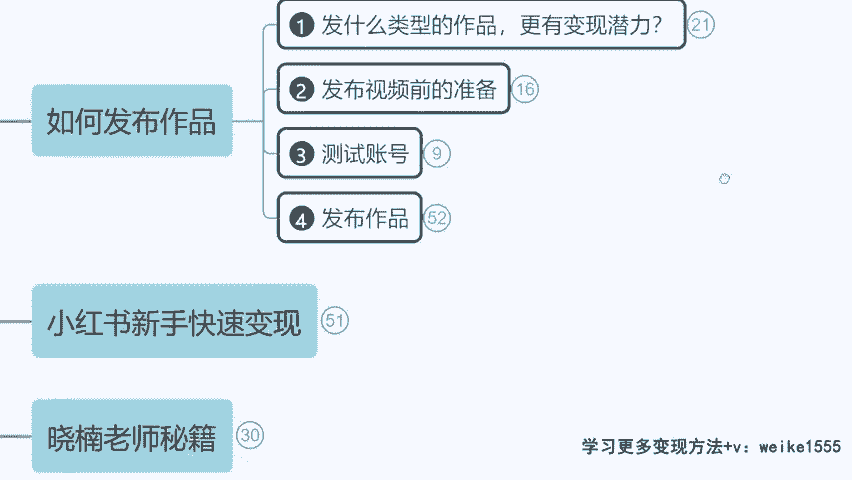 1 发什么类型的作品，更有变现潜力？ 21
如何发布作品
2 发布视频前的准备 16
3 测试账号 9
4 发布作品 52
小红书新手快速变现 51
晓楠老师秘籍 30
学习更多变现方法+v：weike1555